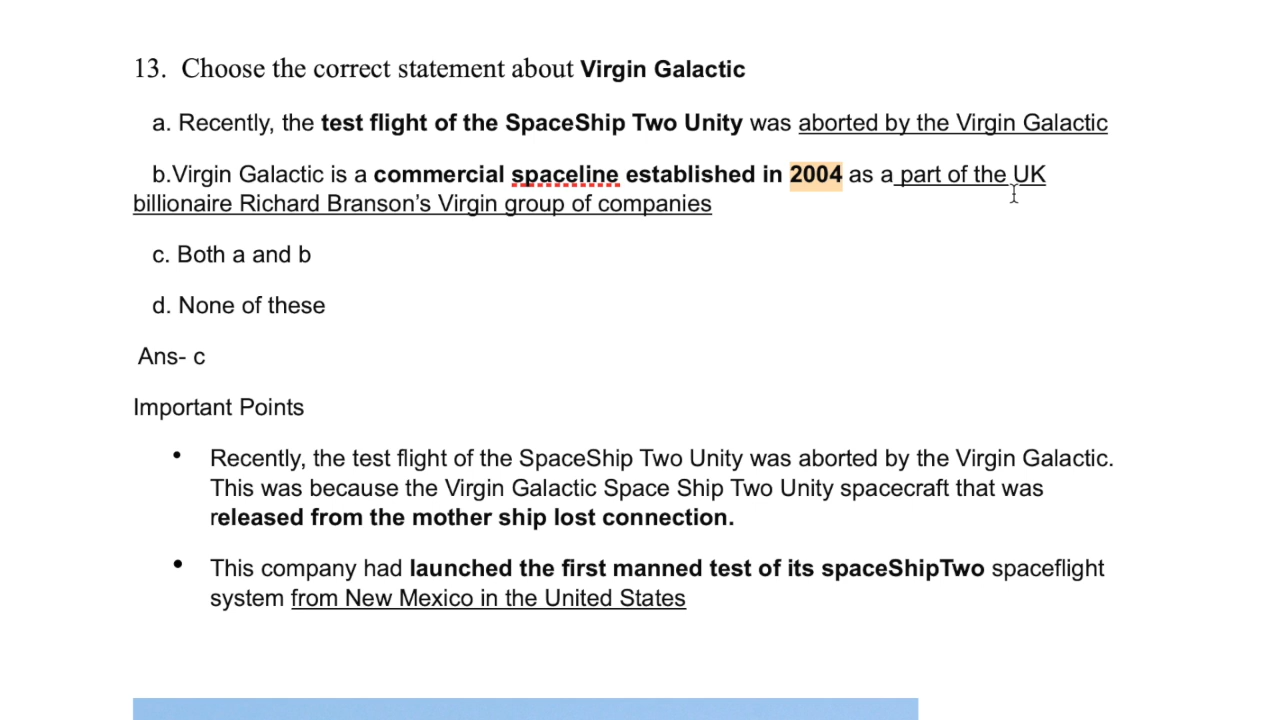 13. Choose the correct statement about Virgin Galactic
a. Recently, the test flight of the SpaceShip Two Unity was aborted by the Virgin Galactic
b.Virgin Galactic is a commercial spaceline established in 2004 as a part of the UK
billionaire Richard Branson’s Virgin group of companies
c. Both a and b
d. None of these
Ans- c
Important Points
• Recently, the test flight of the SpaceShip Two Unity was aborted by the Virgin Galactic.
This was because the Virgin Galactic Space Ship Two Unity spacecraft that was
released from the mother ship lost connection.
• This company had launched the first manned test of its spaceShipTwo spaceflight
system from New Mexico in the United States